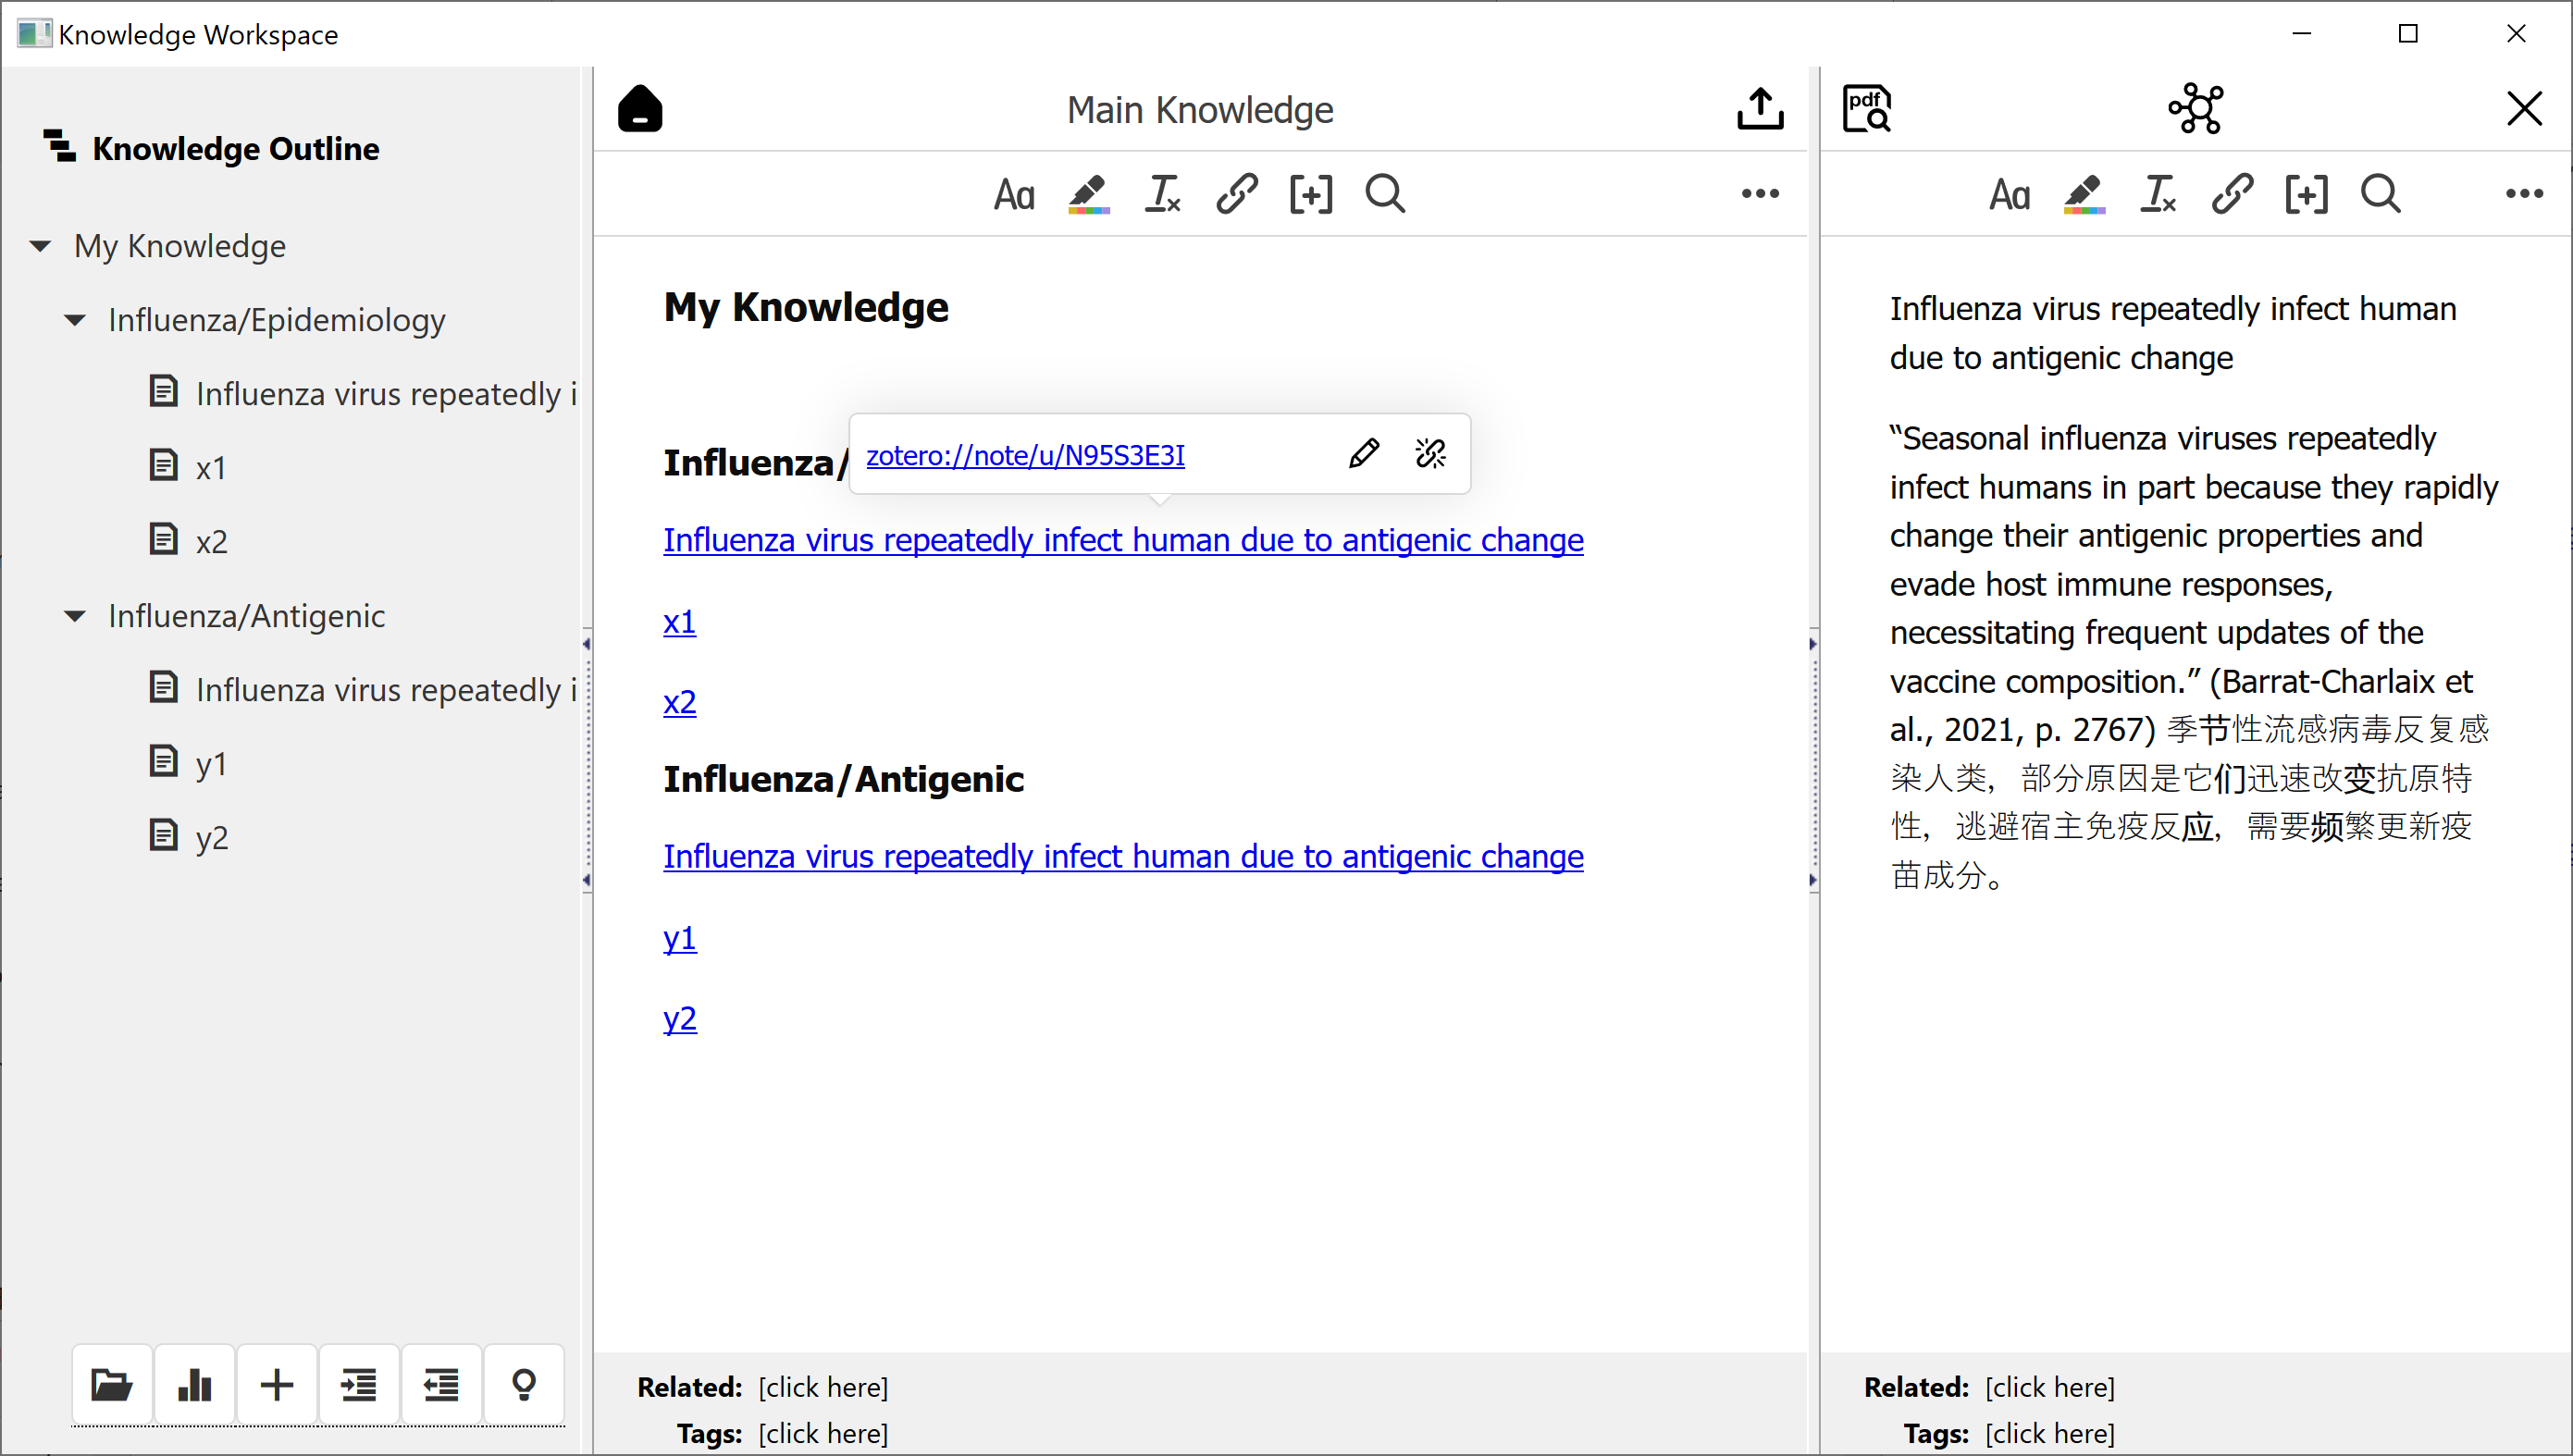 Knowledge Workspace
Knowledge Outline
My Knowledge
Influenza/Epidemiology
Influenza virus repeatedly i
x1
x2
Influenza/Antigenic
Influenza virus repeatedly i
y1
y2
Main Knowledge
Aa
My Knowledge
Influenza/
zotero://note/u/N95S3E3I
Influenza virus repeatedly infect human due to antigenic change
x1
x2
Influenza/Antigenic
Influenza virus repeatedly infect human due to antigenic change
y1
y2
Related: [click here]
Tags: [click here]
pdf
Aa
Influenza virus repeatedly infect human
due to antigenic change
“Seasonal influenza viruses repeatedly
infect humans in part because they rapidly
change their antigenic properties and
evade host immune responses,
necessitating frequent updates of the
vaccine composition.” (Barrat-Charlaix et
al., 2021, p. 2767) 季节性流感病毒反复感
染人类，部分原因是它们迅速改变抗原特
性，逃避宿主免疫反应，需要频繁更新疫
苗成分。
Related: [click here]
Tags: [click here]